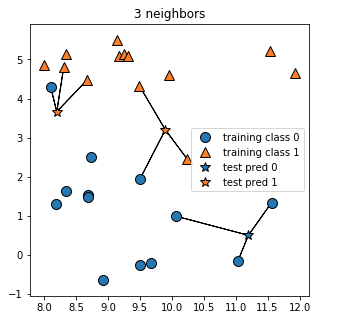 3 neighbors
5
4
3
2
1
0
−1
training class 0
training class 1
test pred 0
test pred 1
8.0 8.5 9.0 9.5 10.0 10.5 11.0 11.5 12.0